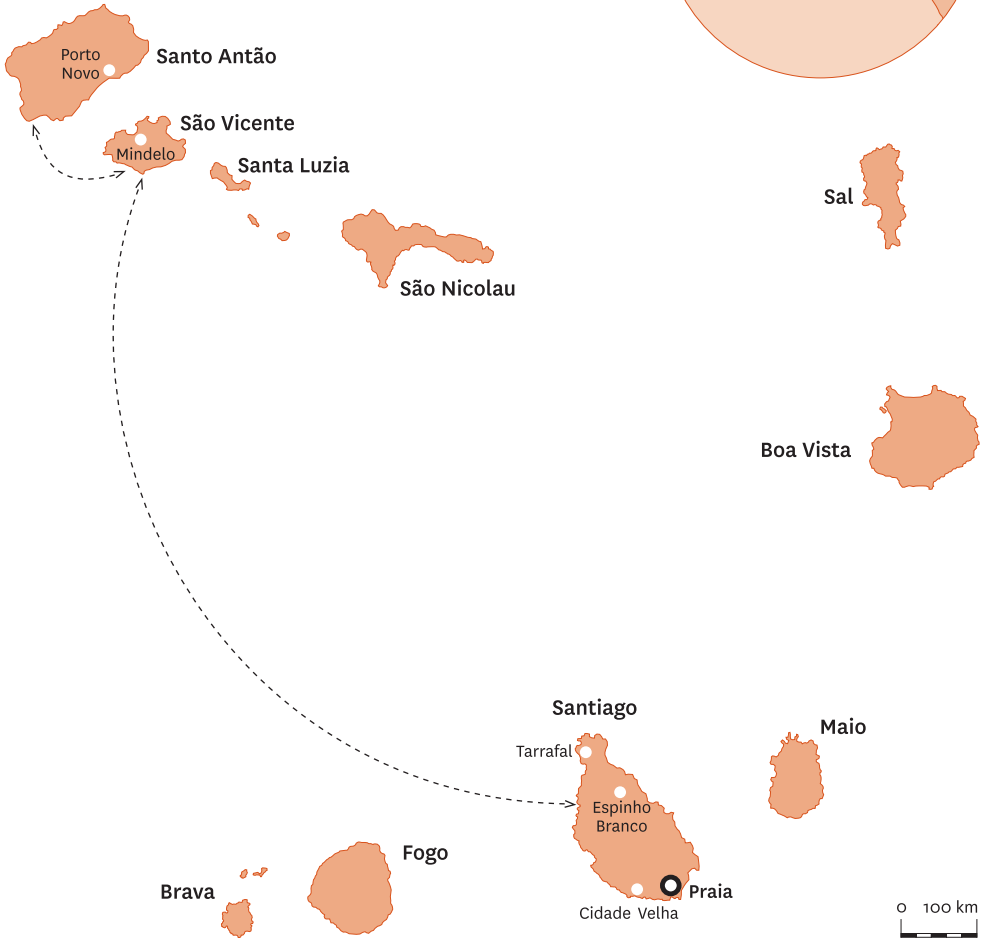 Porto
Novo
Santo Antão
São Vicente
Mindelo
Santa Luzia
Sal
São Nicolau
Boa Vista
Santiago
Maio
Tarrafal
Espinho
Branco
Fogo
Brava
Praia
Cidade Velha
0 100 km